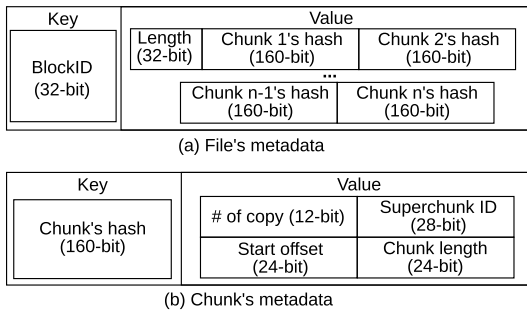 Key
Value
BlockID
(32-bit)
Length
(32-bit)
Chunk 1's hash
(160-bit)
Chunk 2's hash
(160-bit)
...
Chunk n-1's hash
(160-bit)
Chunk n's hash
(160-bit)
(a) File's metadata
Key
Value
Chunk's hash
(160-bit)
# of copy (12-bit)
Superchunk ID
(28-bit)
Start offset
(24-bit)
Chunk length
(24-bit)
(b) Chunk's metadata